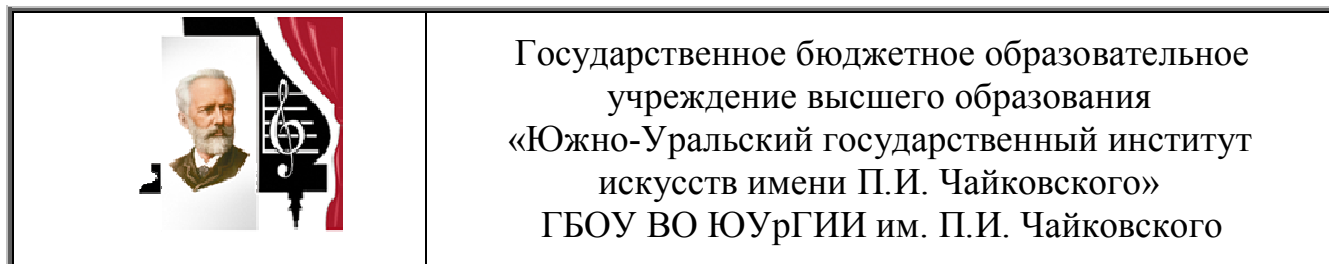 Государственное бюджетное образовательное
учреждение высшего образования
«Южно-Уральский государственный институт
искусств имени П.И. Чайковского»
ГБОУ ВО ЮУрГИИ им. П.И. Чайковского